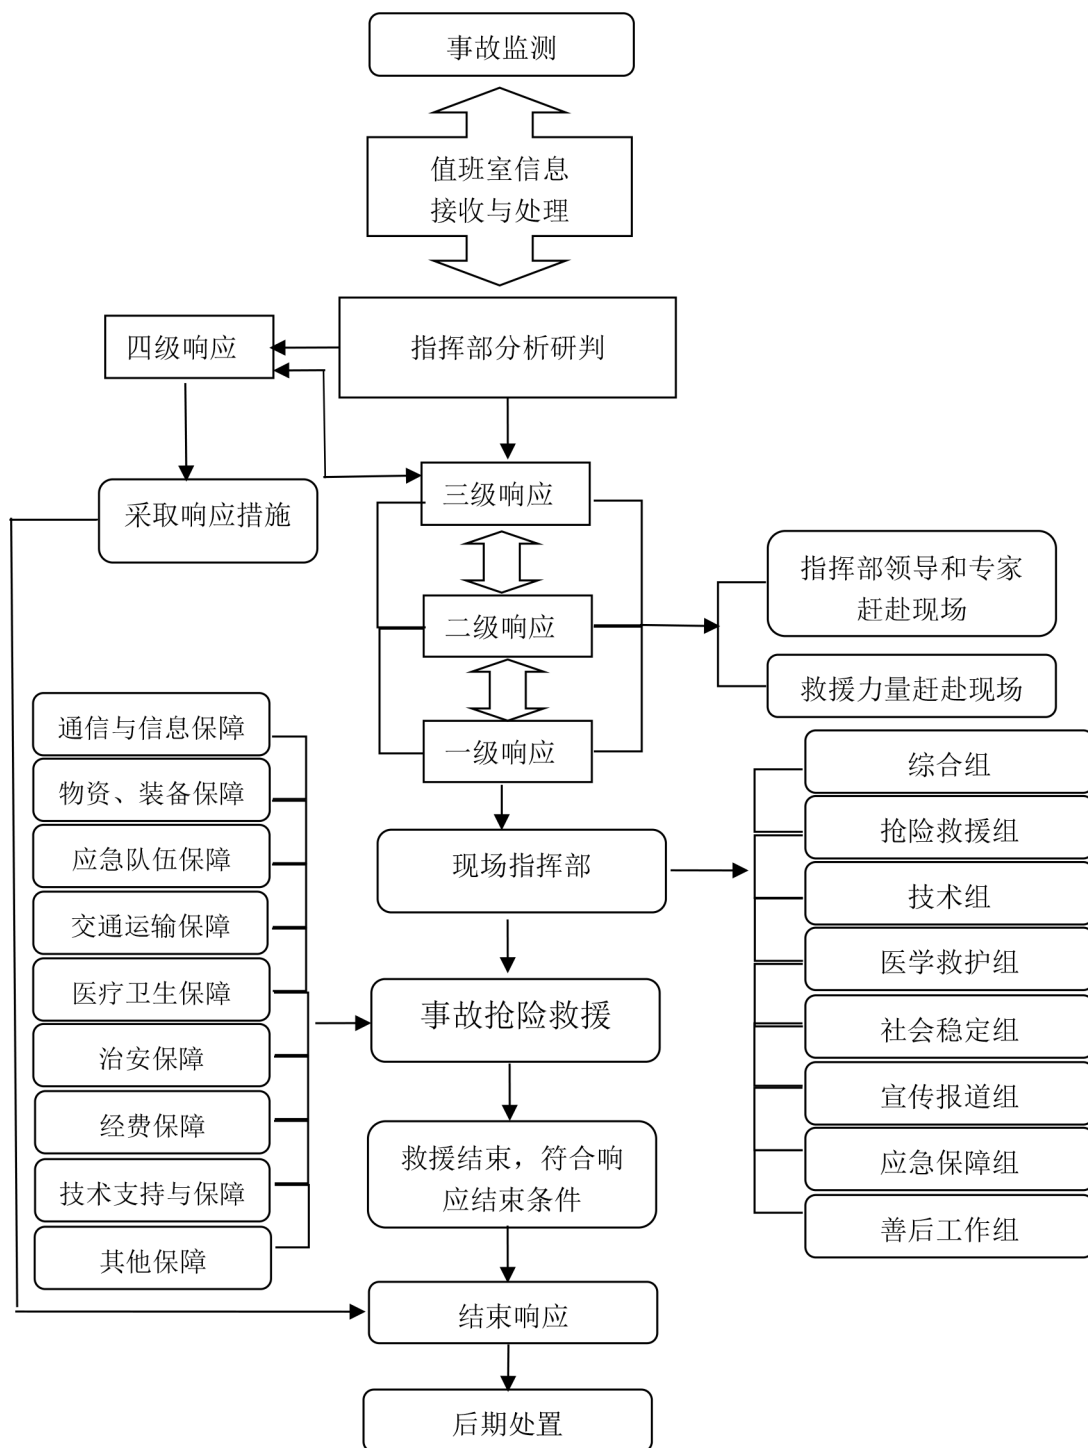 事故监测
值班室信息
接收与处理
四级响应
指挥部分析研判
三级响应
采取响应措施
指挥部领导和专家
赶赴现场
二级响应
救援力量赶赴现场
一级响应
通信与信息保障
物资、装备保障
应急队伍保障
交通运输保障
医疗卫生保障
治安保障
经费保障
技术支持与保障
其他保障
现场指挥部
综合组
抢险救援组
技术组
医学救护组
社会稳定组
宣传报道组
应急保障组
善后工作组
事故抢险救援
救援结束，符合响
应结束条件
结束响应
后期处置